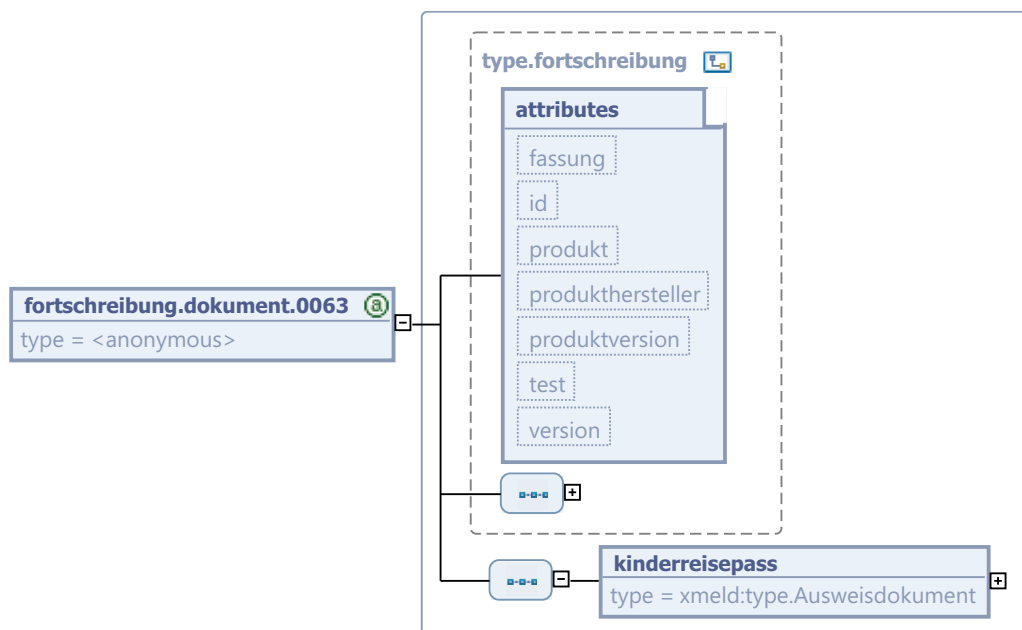 type.fortschreibung
attributes
fassung
id
produkt
produkthersteller
produktversion
test
version
fortschreibung.dokument.0063 @
type = <anonymous>
kinderreisepass
type = xmeld:type.Ausweisdokument